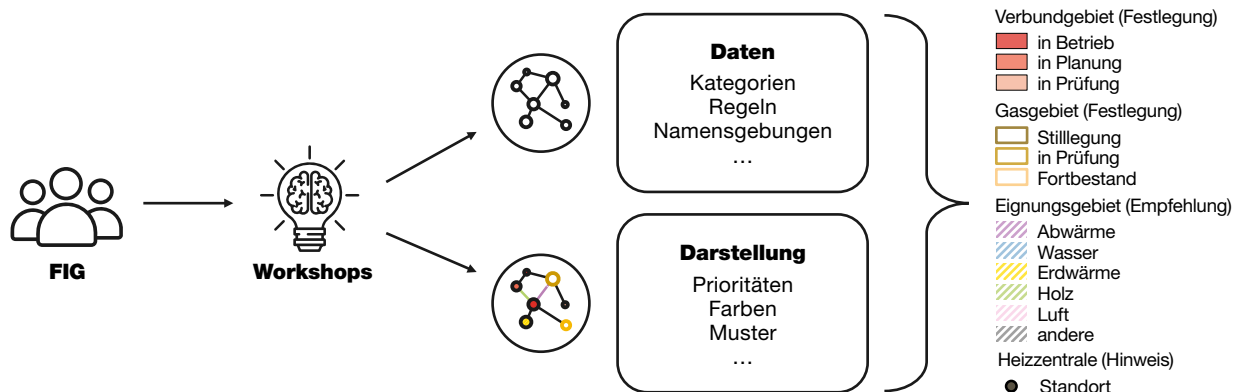 FIG
Workshops
Daten
Kategorien
Regeln
Namensgebungen
...
Darstellung
Prioritäten
Farben
Muster
...
Verbundgebiet (Festlegung)
in Betrieb
in Planung
in Prüfung
Gasgebiet (Festlegung)
Stilllegung
in Prüfung
Fortbestand
Eignungsgebiet (Empfehlung)
Abwärme
Wasser
Erdwärme
Holz
Luft
andere
Heizzentrale (Hinweis)
Standort